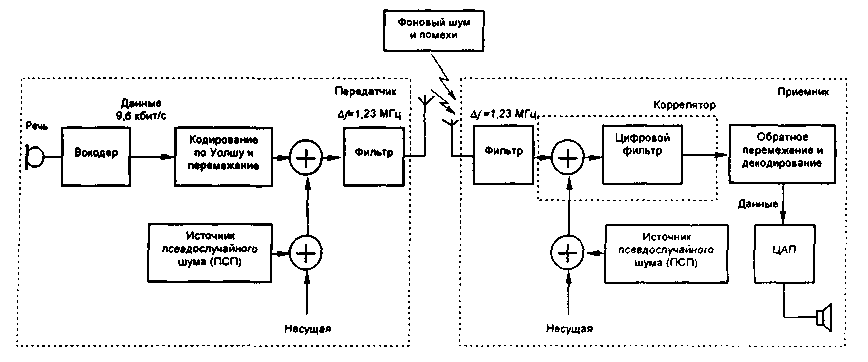 Фоновый шум
и помехи
Передатчик
Приемник
Данные
9,6 кбит/с
Δf=1,23 МГц
Δf=1,23 МГц
Коррелятор
Речь
Вокодер
Кодирование
по Уолшу и
перемежение
Фильтр
Фильтр
Цифровой
фильтр
Обратное
перемежение и
декодирование
Данные
Источник
псевдослучайного
шума (ПСП)
Источник
псевдослучайного
шума (ПСП)
ЦАП
Несущая
Несущая